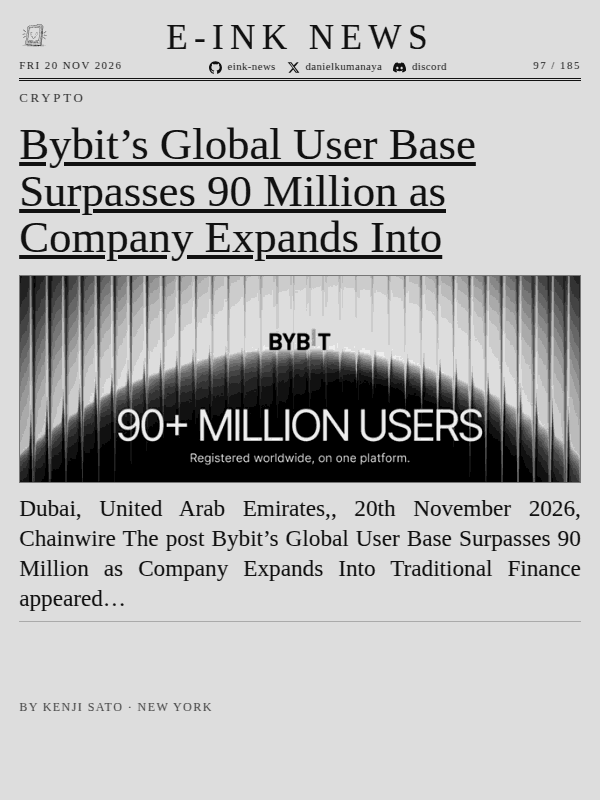 E-INK NEWS
FRI 20 NOV 2026
eink-news danielkumanaya discord
97 / 185
CRYPTO
Bybit’s Global User Base
Surpasses 90 Million as
Company Expands Into
BYBIT
90+ MILLION USERS
Registered worldwide, on one platform.
Dubai, United Arab Emirates,, 20th November 2026,
Chainwire The post Bybit’s Global User Base Surpasses 90
Million as Company Expands Into Traditional Finance
appeared…
BY KENJI SATO · NEW YORK